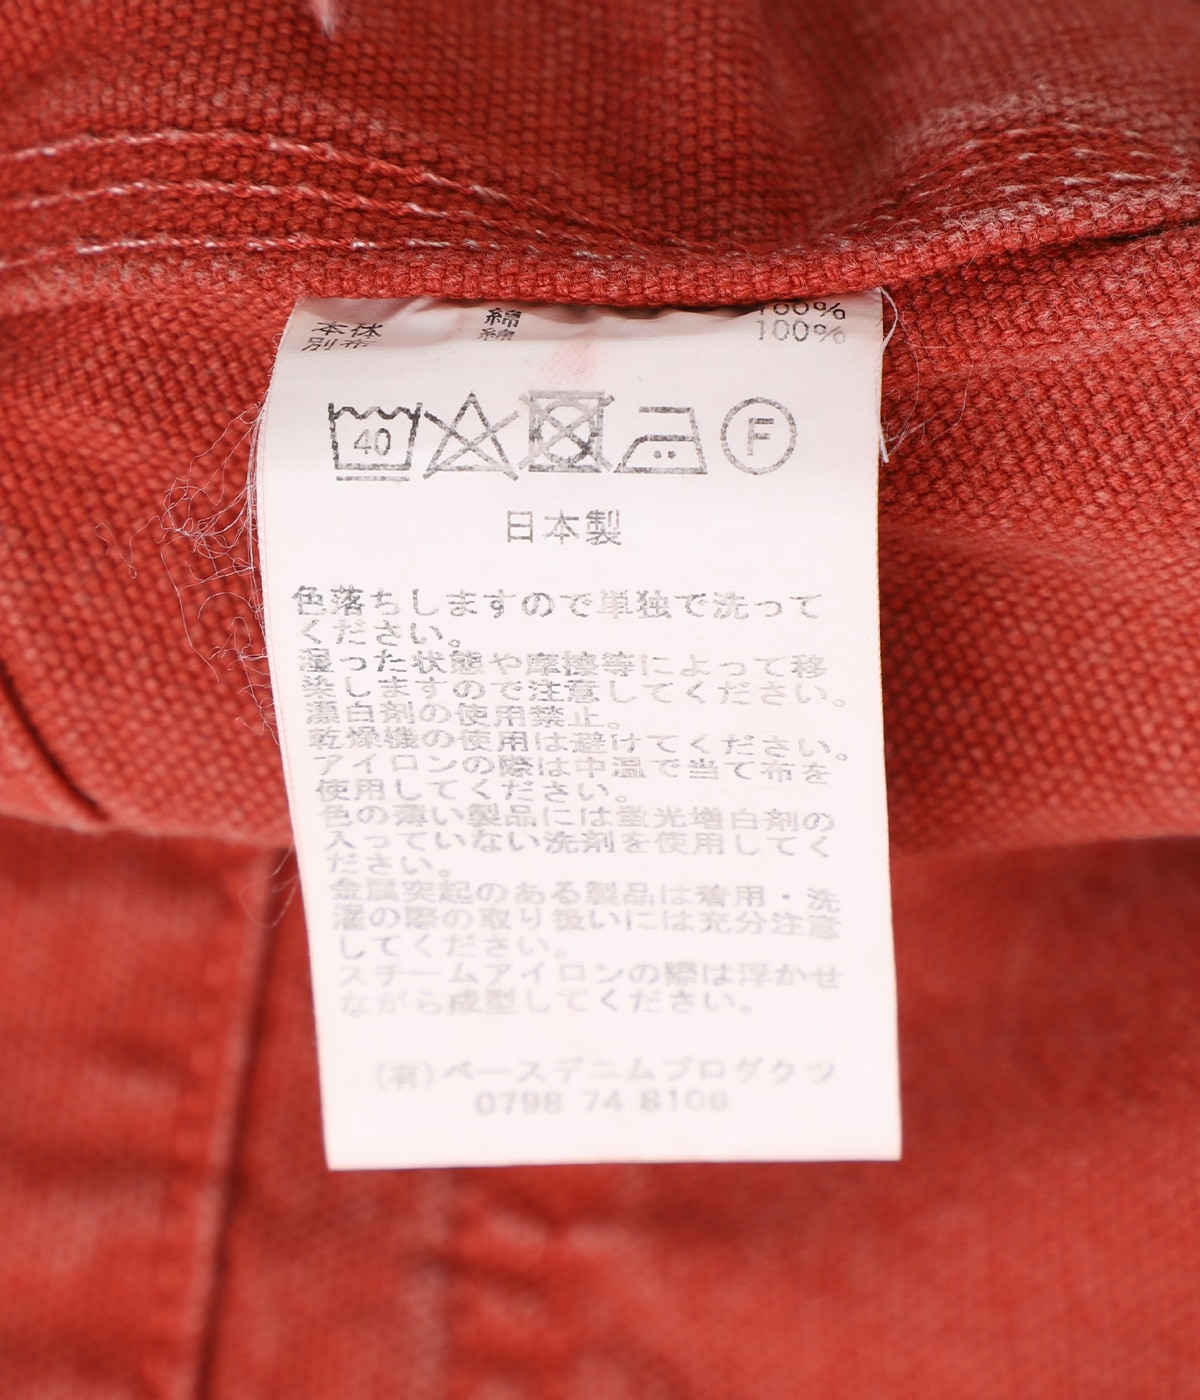 本体 綿 100%
別布 綿 100%
40 F
日本製
色落ちしますので単独で洗って
ください。
湿った状態や摩擦等によって移
染しますので注意してください。
漂白剤の使用禁止。
乾燥機の使用は避けてください。
アイロンの際は中温で当て布を
使用してください。
色の薄い製品には蛍光増白剤の
入っていない洗剤を使用してく
ださい。
金属突起のある製品は着用・洗
濯の際の取り扱いには充分注意
してください。
スチームアイロンの際は浮かせ
ながら成型してください。
(有)ベースデニムプロダクツ
0798 74 8106